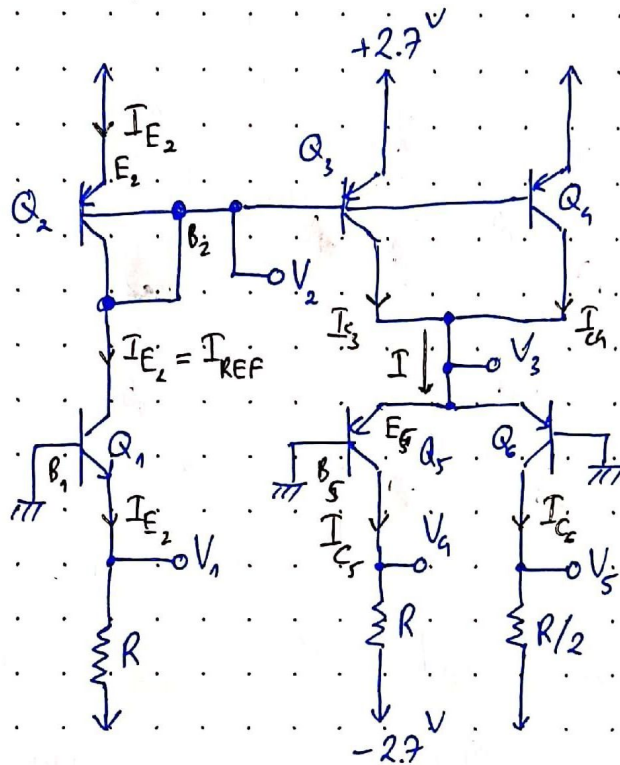 +2.7V
I_E2
E2
Q3
Q2
Q4
B2
V2
I_C3
I_C4
I_E2 = I_REF
I
V3
B1
Q1
E5
B5
Q5
Q6
I_E2
I_C5
V4
I_C6
V1
V5
R
R
R/2
-2.7V